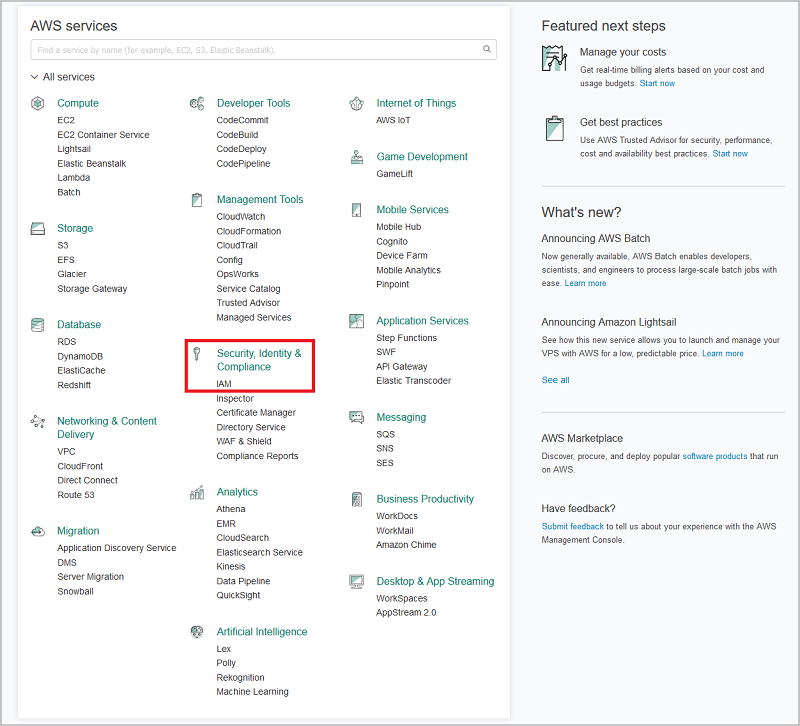 AWS services
Find a service by name (for example, EC2, S3, Elastic Beanstalk).
All services
Compute
EC2
EC2 Container Service
Lightsail
Elastic Beanstalk
Lambda
Batch
Storage
S3
EFS
Glacier
Storage Gateway
Database
RDS
DynamoDB
ElastiCache
Redshift
Networking & Content
Delivery
VPC
CloudFront
Direct Connect
Route 53
Migration
Application Discovery Service
DMS
Server Migration
Snowball
Developer Tools
CodeCommit
CodeBuild
CodeDeploy
CodePipeline
Management Tools
CloudWatch
CloudFormation
CloudTrail
Config
OpsWorks
Service Catalog
Trusted Advisor
Managed Services
Security, Identity &
Compliance
IAM
Inspector
Certificate Manager
Directory Service
WAF & Shield
Compliance Reports
Analytics
Athena
EMR
CloudSearch
Elasticsearch Service
Kinesis
Data Pipeline
QuickSight
Artificial Intelligence
Lex
Polly
Rekognition
Machine Learning
Internet of Things
AWS IoT
Game Development
GameLift
Mobile Services
Mobile Hub
Cognito
Device Farm
Mobile Analytics
Pinpoint
Application Services
Step Functions
SWF
API Gateway
Elastic Transcoder
Messaging
SQS
SNS
SES
Business Productivity
WorkDocs
WorkMail
Amazon Chime
Desktop & App Streaming
WorkSpaces
AppStream 2.0
Featured next steps
Manage your costs
Get real-time billing alerts based on your cost and
usage budgets. Start now
Get best practices
Use AWS Trusted Advisor for security, performance,
cost and availability best practices. Start now
What's new?
Announcing AWS Batch
Now generally available, AWS Batch enables developers,
scientists, and engineers to process large-scale batch jobs with
ease. Learn more
Announcing Amazon Lightsail
See how this new service allows you to launch and manage your
VPS with AWS for a low, predictable price. Learn more
See all
AWS Marketplace
Discover, procure, and deploy popular software products that run
on AWS.
Have feedback?
Submit feedback to tell us about your experience with the AWS
Management Console.